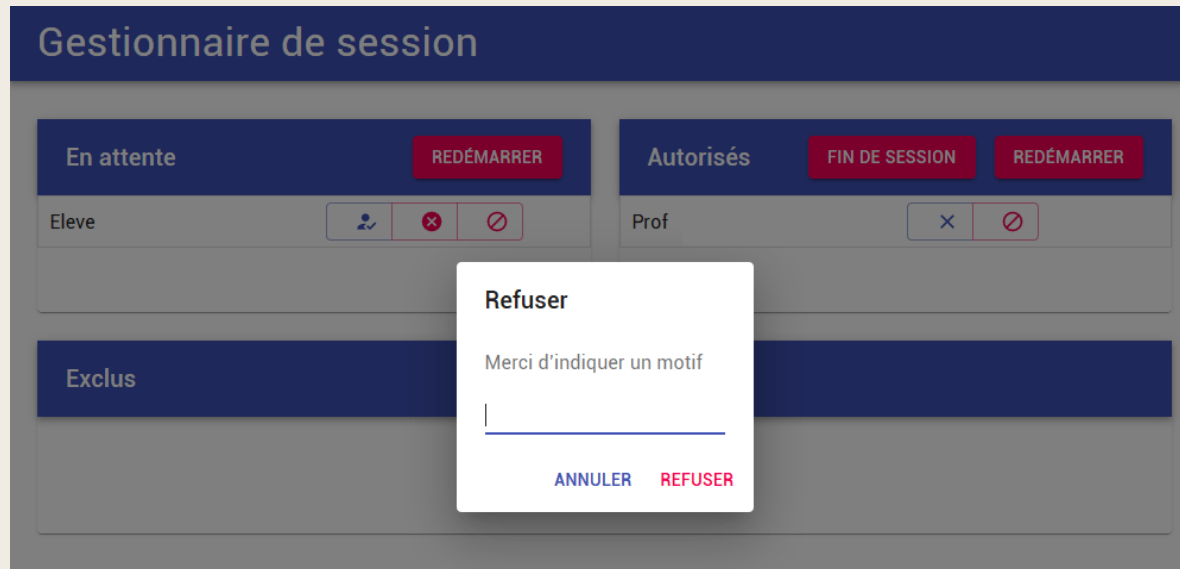 Gestionnaire de session
En attente
REDÉMARRER
Autorisés
FIN DE SESSION
REDÉMARRER
Eleve
Prof
Refuser
Merci d'indiquer un motif
ANNULER
REFUSER
Exclus